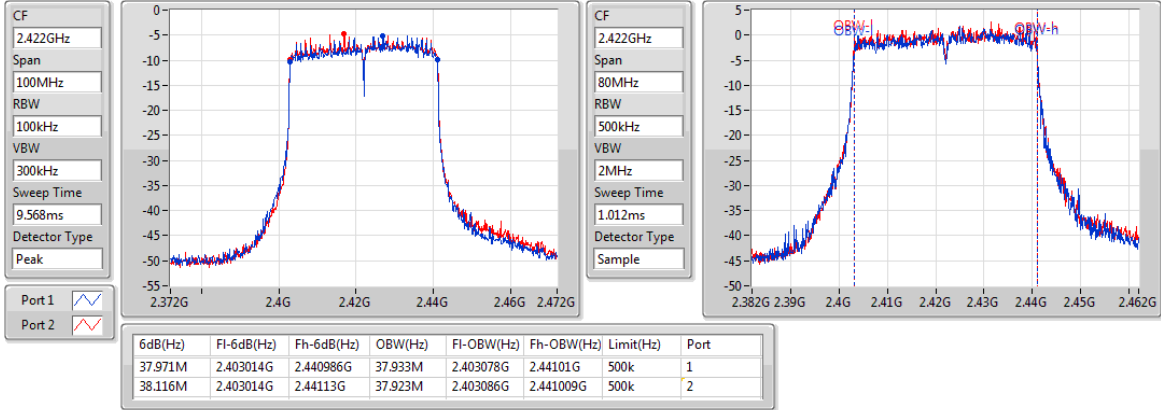 CF
2.422GHz
Span
100MHz
RBW
100kHz
VBW
300kHz
Sweep Time
9.568ms
Detector Type
Peak
Port 1
Port 2
0
-5
-10
-15
-20
-25
-30
-35
-40
-45
-50
-55
2.372G 2.4G 2.42G 2.44G 2.46G 2.472G
CF
2.422GHz
Span
80MHz
RBW
500kHz
VBW
2MHz
Sweep Time
1.012ms
Detector Type
Sample
5
0
-5
-10
-15
-20
-25
-30
-35
-40
-45
-50
OBW-l OBW-h
2.382G 2.39G 2.4G 2.41G 2.42G 2.43G 2.44G 2.45G 2.462G
6dB(Hz) Fl-6dB(Hz) Fh-6dB(Hz) OBW(Hz) Fl-OBW(Hz) Fh-OBW(Hz) Limit(Hz) Port
37.971M 2.403014G 2.440986G 37.933M 2.403078G 2.44101G 500k 1
38.116M 2.403014G 2.44113G 37.923M 2.403086G 2.441009G 500k 2